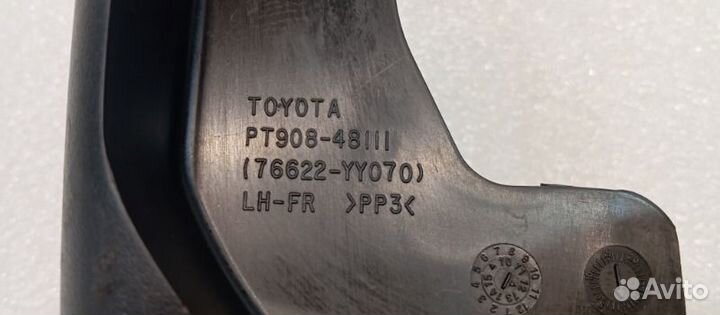 TOYOTA
PT908-48111
(76622-YY070)
LH-FR >PP3<
Avito